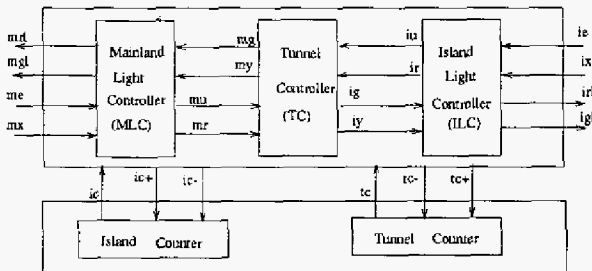 mrl
mgl
me
mx
Mainland
Light
Controller
(MLC)
mg
my
mu
mr
Tunnel
Controller
(TC)
iu
ir
ig
iy
Island
Light
Controller
(ILC)
ie
ix
irl
igl
ic
ic+
ic-
tc
tc-
tc+
Island Counter
Tunnel Counter